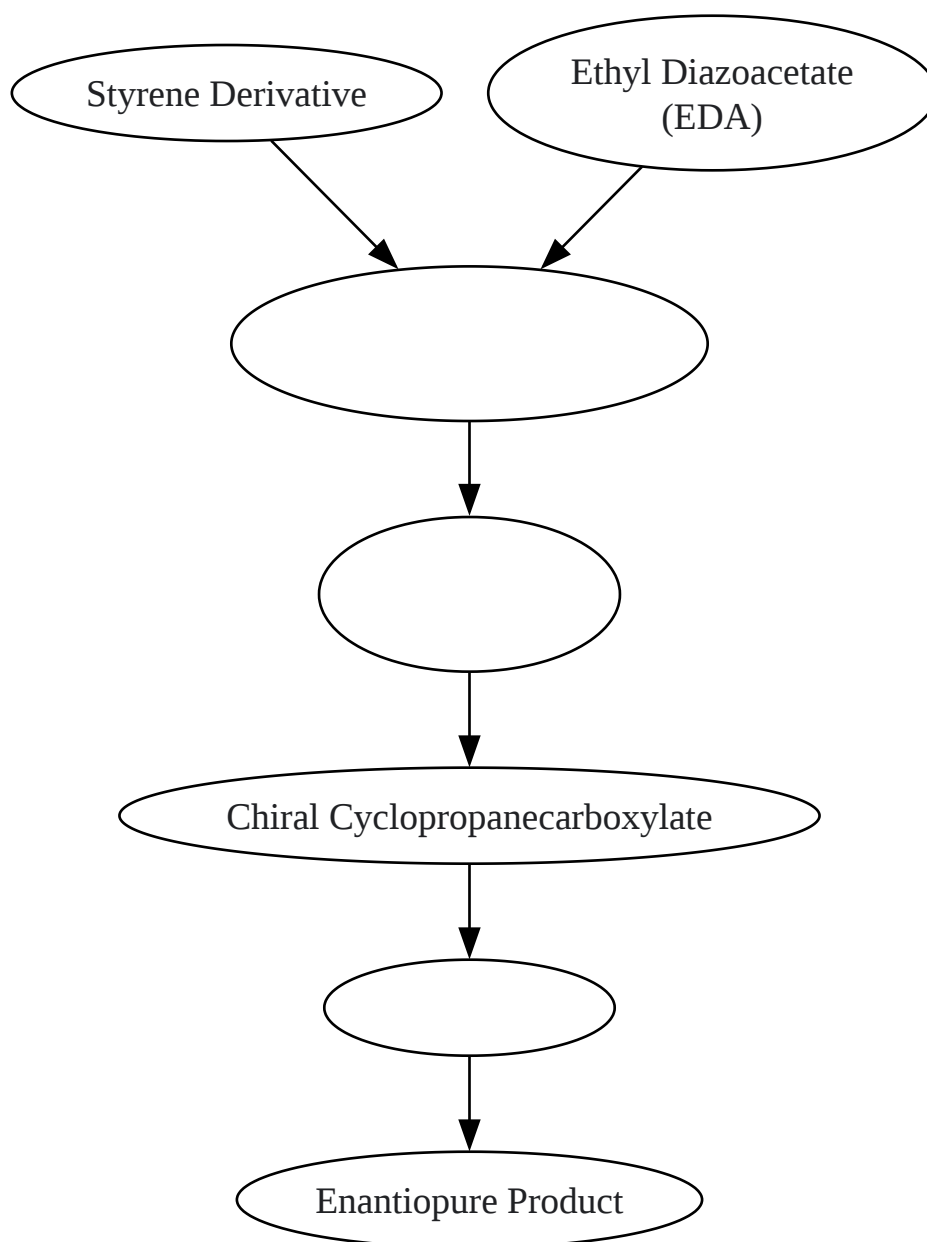 Styrene Derivative
Ethyl Diazoacetate
(EDA)
Chiral Cyclopropanecarboxylate
Enantiopure Product